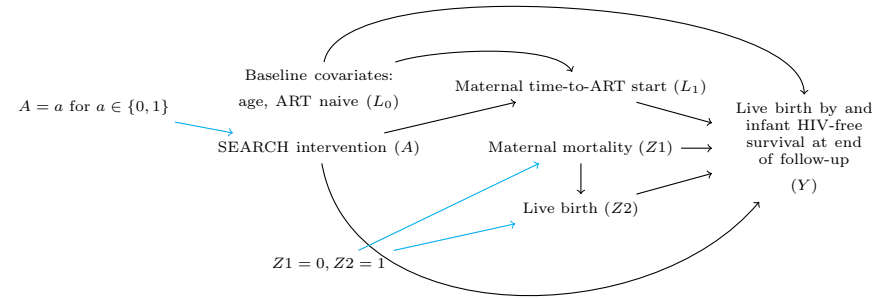 Baseline covariates:
age, ART naive (L₀)
Maternal time-to-ART start (L₁)
A = a for a ∈ {0, 1}
SEARCH intervention (A)
Maternal mortality (Z1)
Live birth (Z2)
Live birth by and
infant HIV-free
survival at end
of follow-up
(Y)
Z1 = 0, Z2 = 1